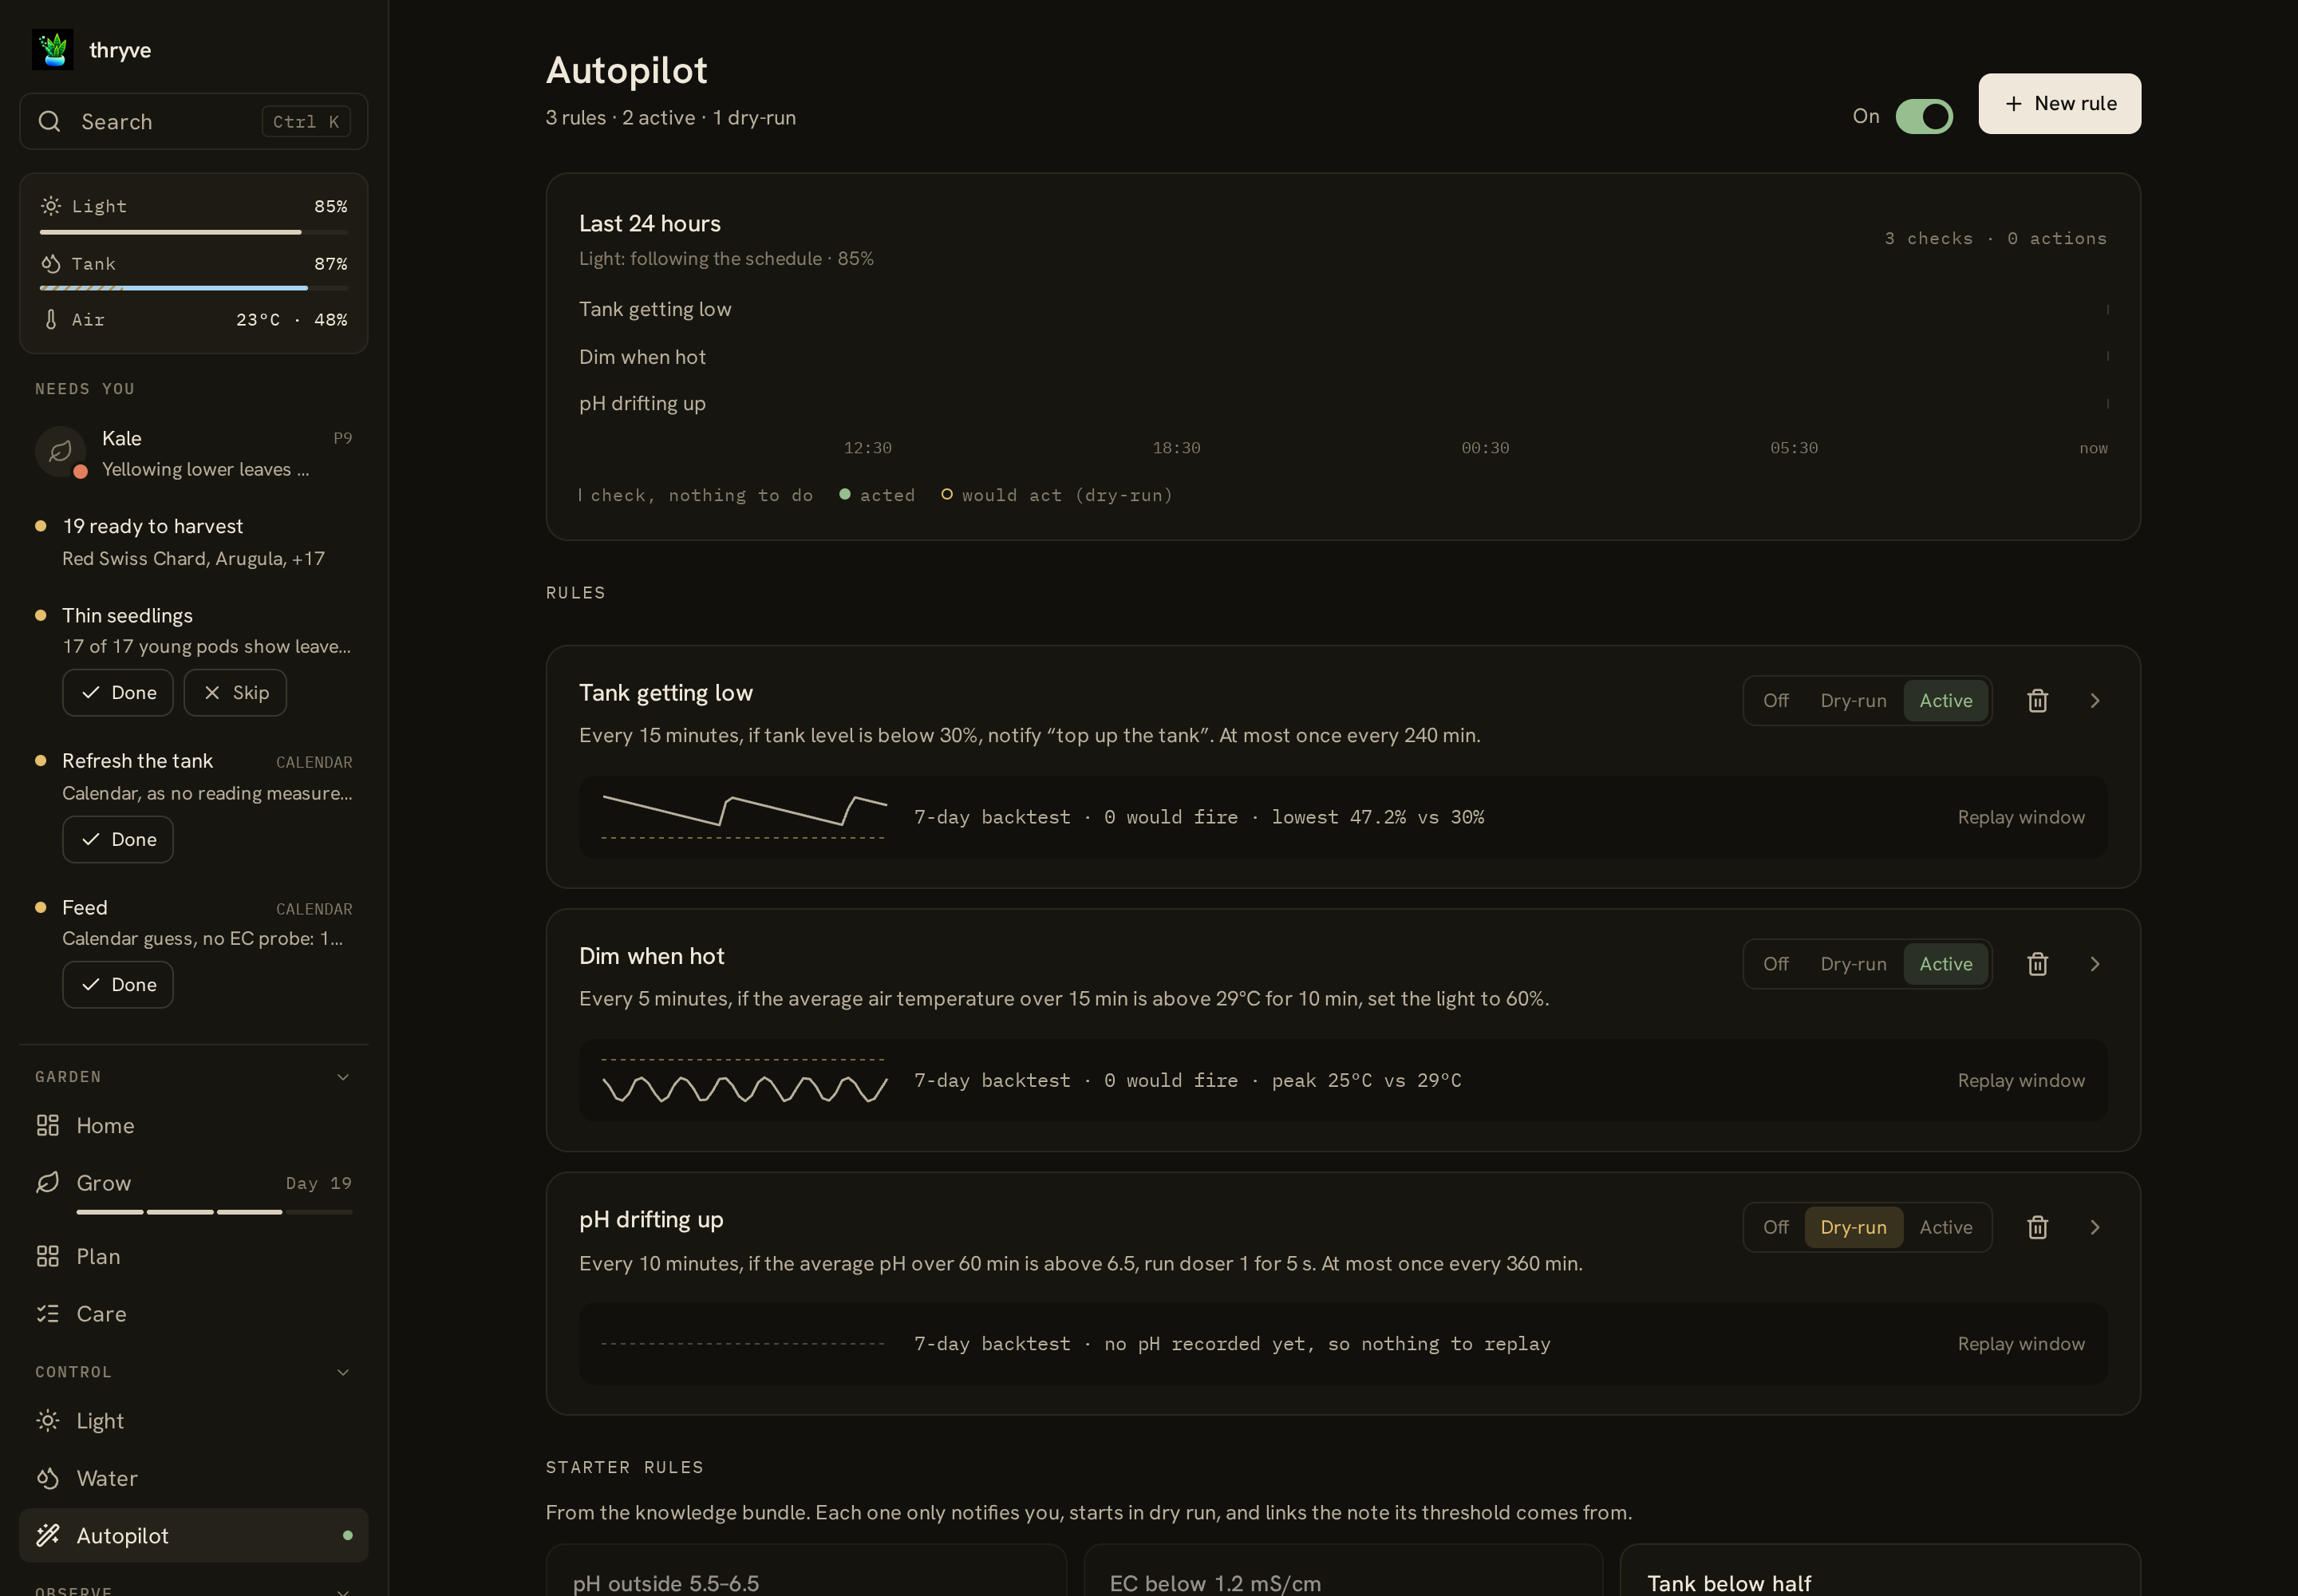 thryve
Search Ctrl K
Light 85%
Tank 87%
Air 23°C · 48%
NEEDS YOU
Kale P9
Yellowing lower leaves ...
19 ready to harvest
Red Swiss Chard, Arugula, +17
Thin seedlings
17 of 17 young pods show leave...
Done Skip
Refresh the tank CALENDAR
Calendar, as no reading measure...
Done
Feed CALENDAR
Calendar guess, no EC probe: 1...
Done
GARDEN
Home
Grow Day 19
Plan
Care
CONTROL
Light
Water
Autopilot
OBSERVE
Autopilot
3 rules · 2 active · 1 dry-run
On
+ New rule
Last 24 hours
3 checks · 0 actions
Light: following the schedule · 85%
Tank getting low
Dim when hot
pH drifting up
12:30 18:30 00:30 05:30 now
check, nothing to do acted would act (dry-run)
RULES
Tank getting low
Off Dry-run Active
Every 15 minutes, if tank level is below 30%, notify “top up the tank”. At most once every 240 min.
7-day backtest · 0 would fire · lowest 47.2% vs 30%
Replay window
Dim when hot
Off Dry-run Active
Every 5 minutes, if the average air temperature over 15 min is above 29°C for 10 min, set the light to 60%.
7-day backtest · 0 would fire · peak 25°C vs 29°C
Replay window
pH drifting up
Off Dry-run Active
Every 10 minutes, if the average pH over 60 min is above 6.5, run doser 1 for 5 s. At most once every 360 min.
7-day backtest · no pH recorded yet, so nothing to replay
Replay window
STARTER RULES
From the knowledge bundle. Each one only notifies you, starts in dry run, and links the note its threshold comes from.
pH outside 5.5–6.5
EC below 1.2 mS/cm
Tank below half